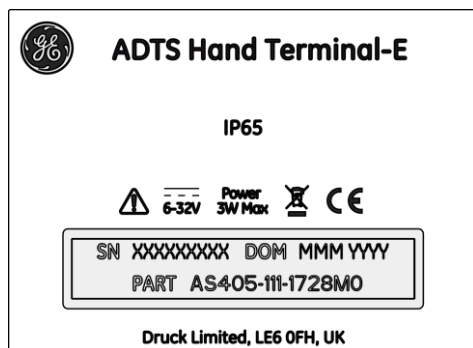 GE
ADTS Hand Terminal-E
IP65
6-32V Power 3W Max CE
SN XXXXXXXXX DOM MMM YYYY
PART AS405-111-1728M0
Druck Limited, LE6 0FH, UK